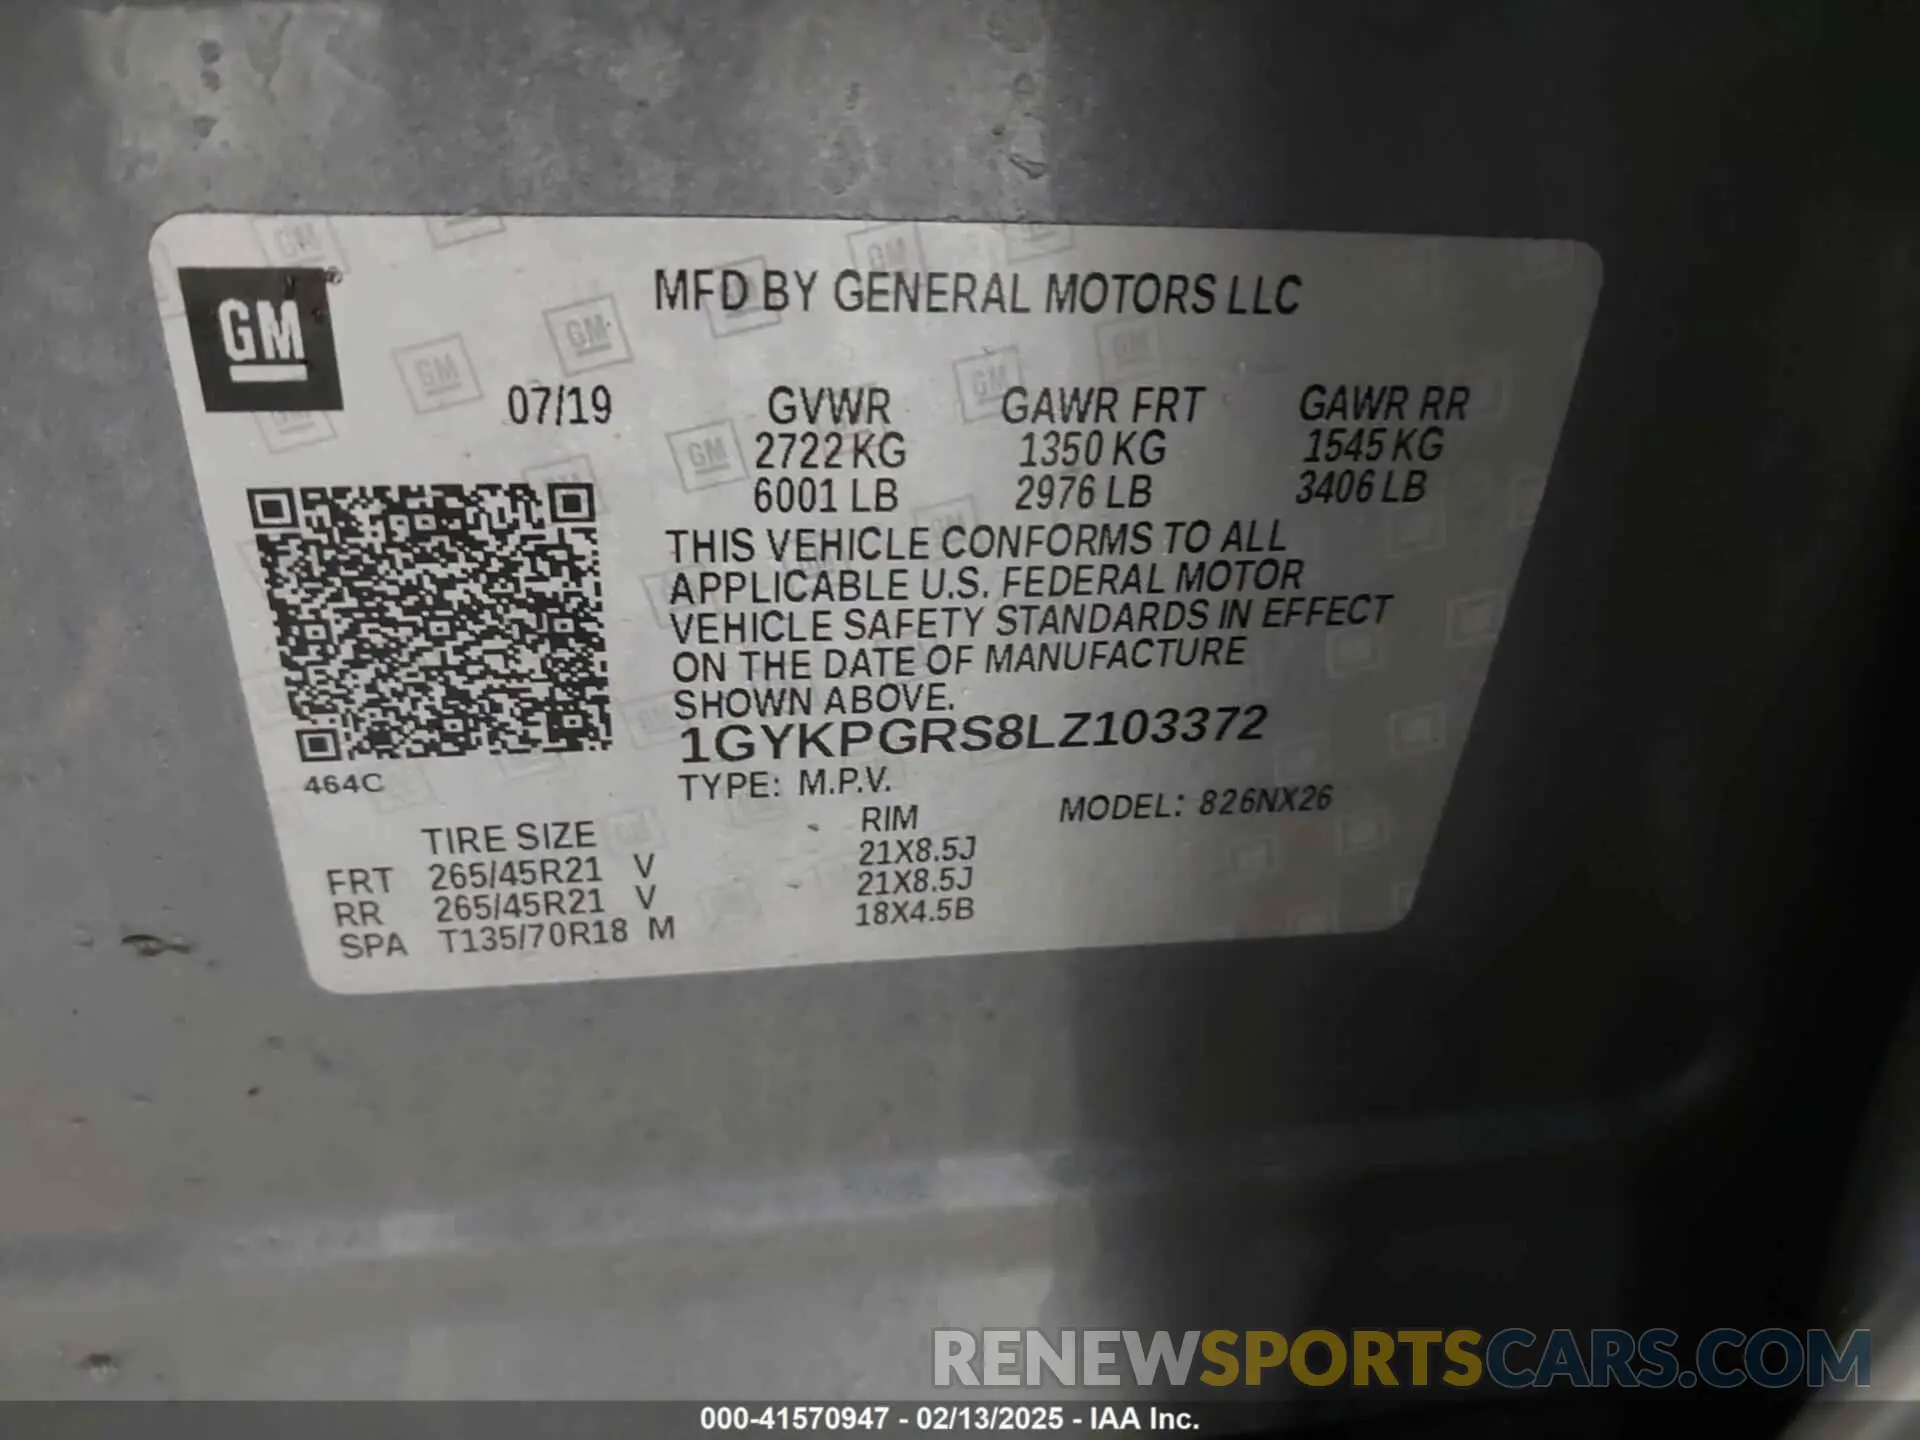 GM ®
MFD BY GENERAL MOTORS LLC
07/19 GVWR GAWR FRT GAWR RR
2722 KG 1350 KG 1545 KG
6001 LB 2976 LB 3406 LB
THIS VEHICLE CONFORMS TO ALL
APPLICABLE U.S. FEDERAL MOTOR
VEHICLE SAFETY STANDARDS IN EFFECT
ON THE DATE OF MANUFACTURE
SHOWN ABOVE.
1GYKPGRS8LZ103372
464C
TYPE: M.P.V.
MODEL: 826NX26
TIRE SIZE RIM
FRT 265/45R21 V 21X8.5J
RR 265/45R21 V 21X8.5J
SPA T135/70R18 M 18X4.5B
RENEWSPORTSCARS.COM
000-41570947 - 02/13/2025 - IAA Inc.